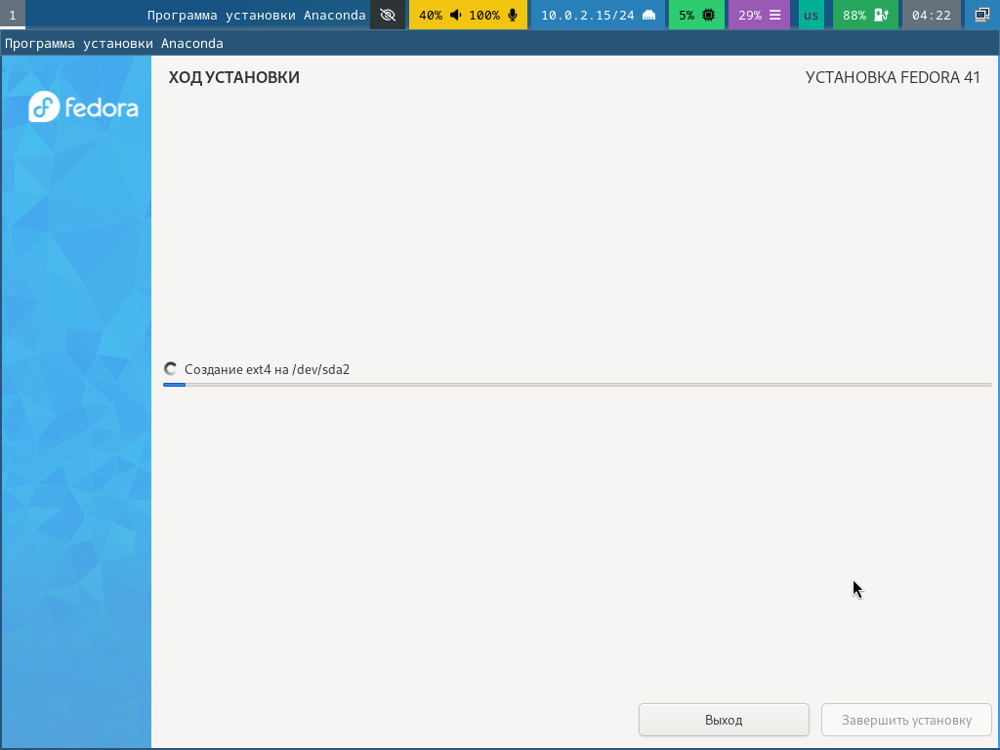 1 Программа установки Anaconda 40% 100% 10.0.2.15/24 5% 29% us 88% 04:22
Программа установки Anaconda
fedora
ХОД УСТАНОВКИ УСТАНОВКА FEDORA 41
Создание ext4 на /dev/sda2
Выход Завершить установку